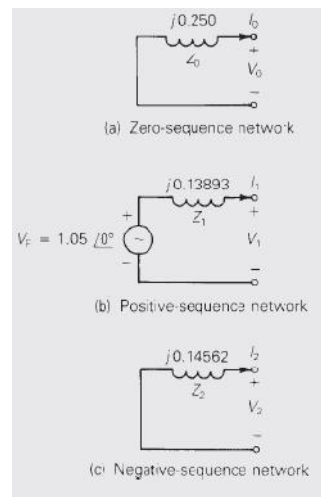 j0.250
I0
Z0
+
V0
−
(a) Zero-sequence network
j0.13893
I1
Z1
+
V1
−
VF = 1.05 /0°
+
~
−
(b) Positive-sequence network
j0.14562
I2
Z2
+
V2
−
(c) Negative-sequence network